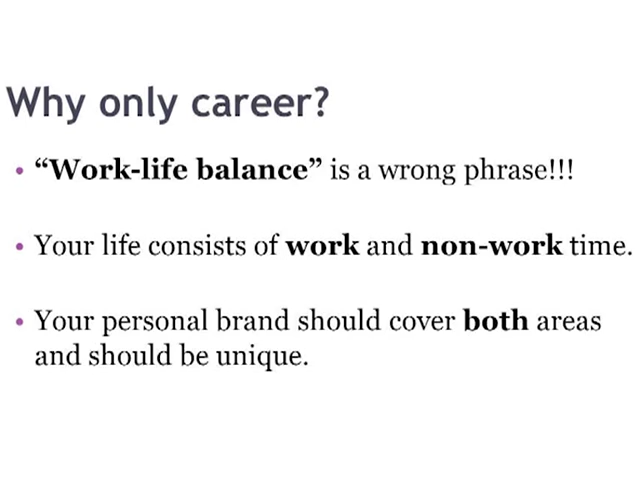 Why only career?
• “Work-life balance” is a wrong phrase!!!
• Your life consists of work and non-work time.
• Your personal brand should cover both areas
and should be unique.